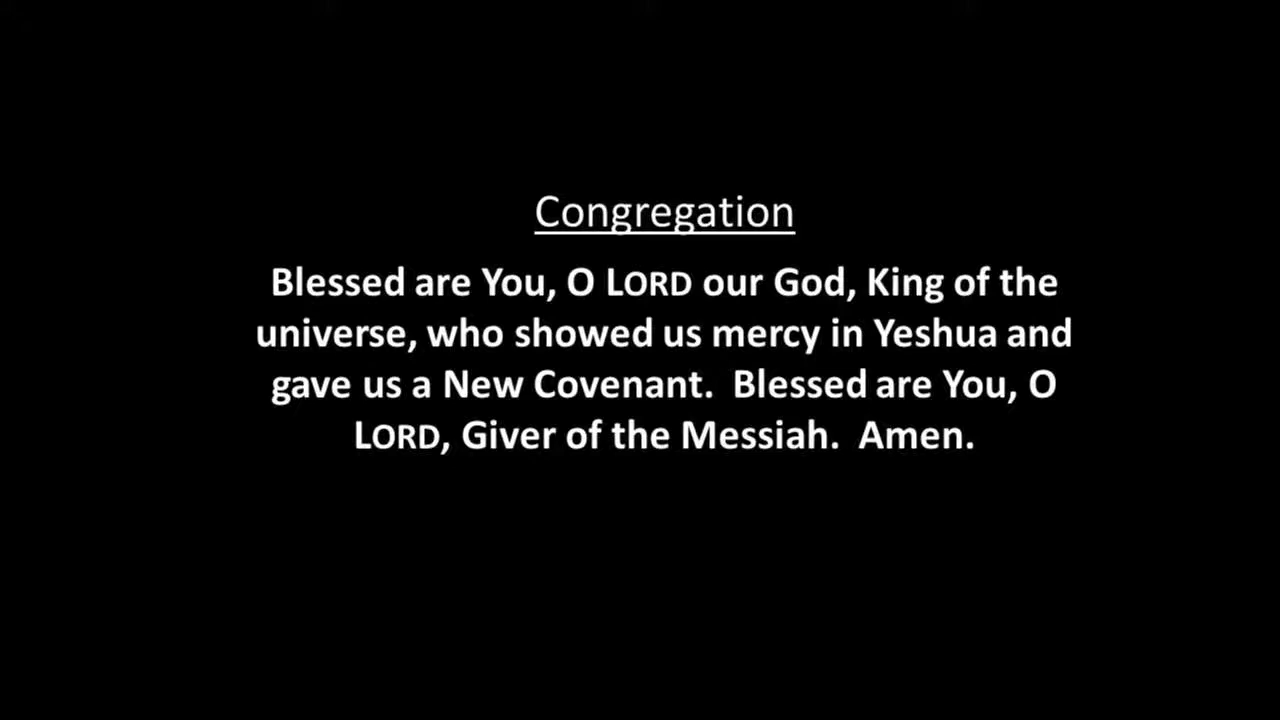 Congregation
Blessed are You, O LORD our God, King of the
universe, who showed us mercy in Yeshua and
gave us a New Covenant.  Blessed are You, O
LORD, Giver of the Messiah.  Amen.